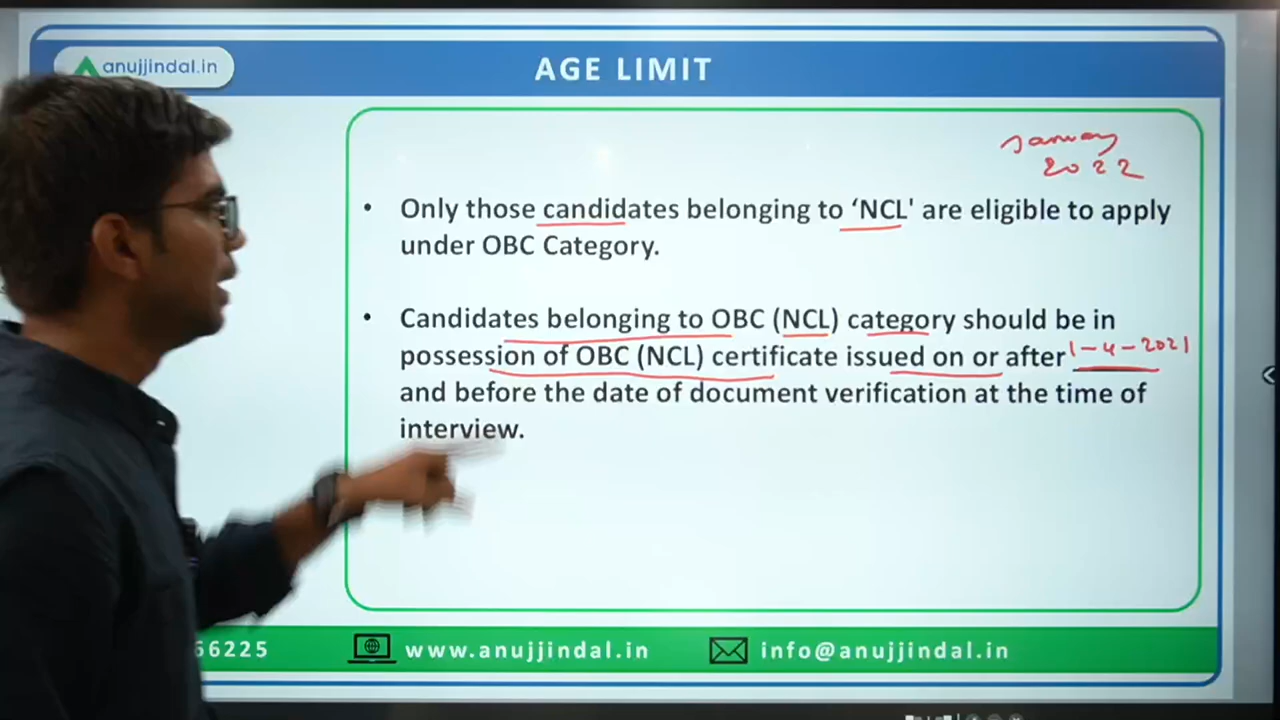 anujjindal.in
AGE LIMIT
January
2022
• Only those candidates belonging to ‘NCL' are eligible to apply
under OBC Category.
• Candidates belonging to OBC (NCL) category should be in
possession of OBC (NCL) certificate issued on or after 1-4-2021
and before the date of document verification at the time of
interview.
66225
www.anujjindal.in
info@anujjindal.in